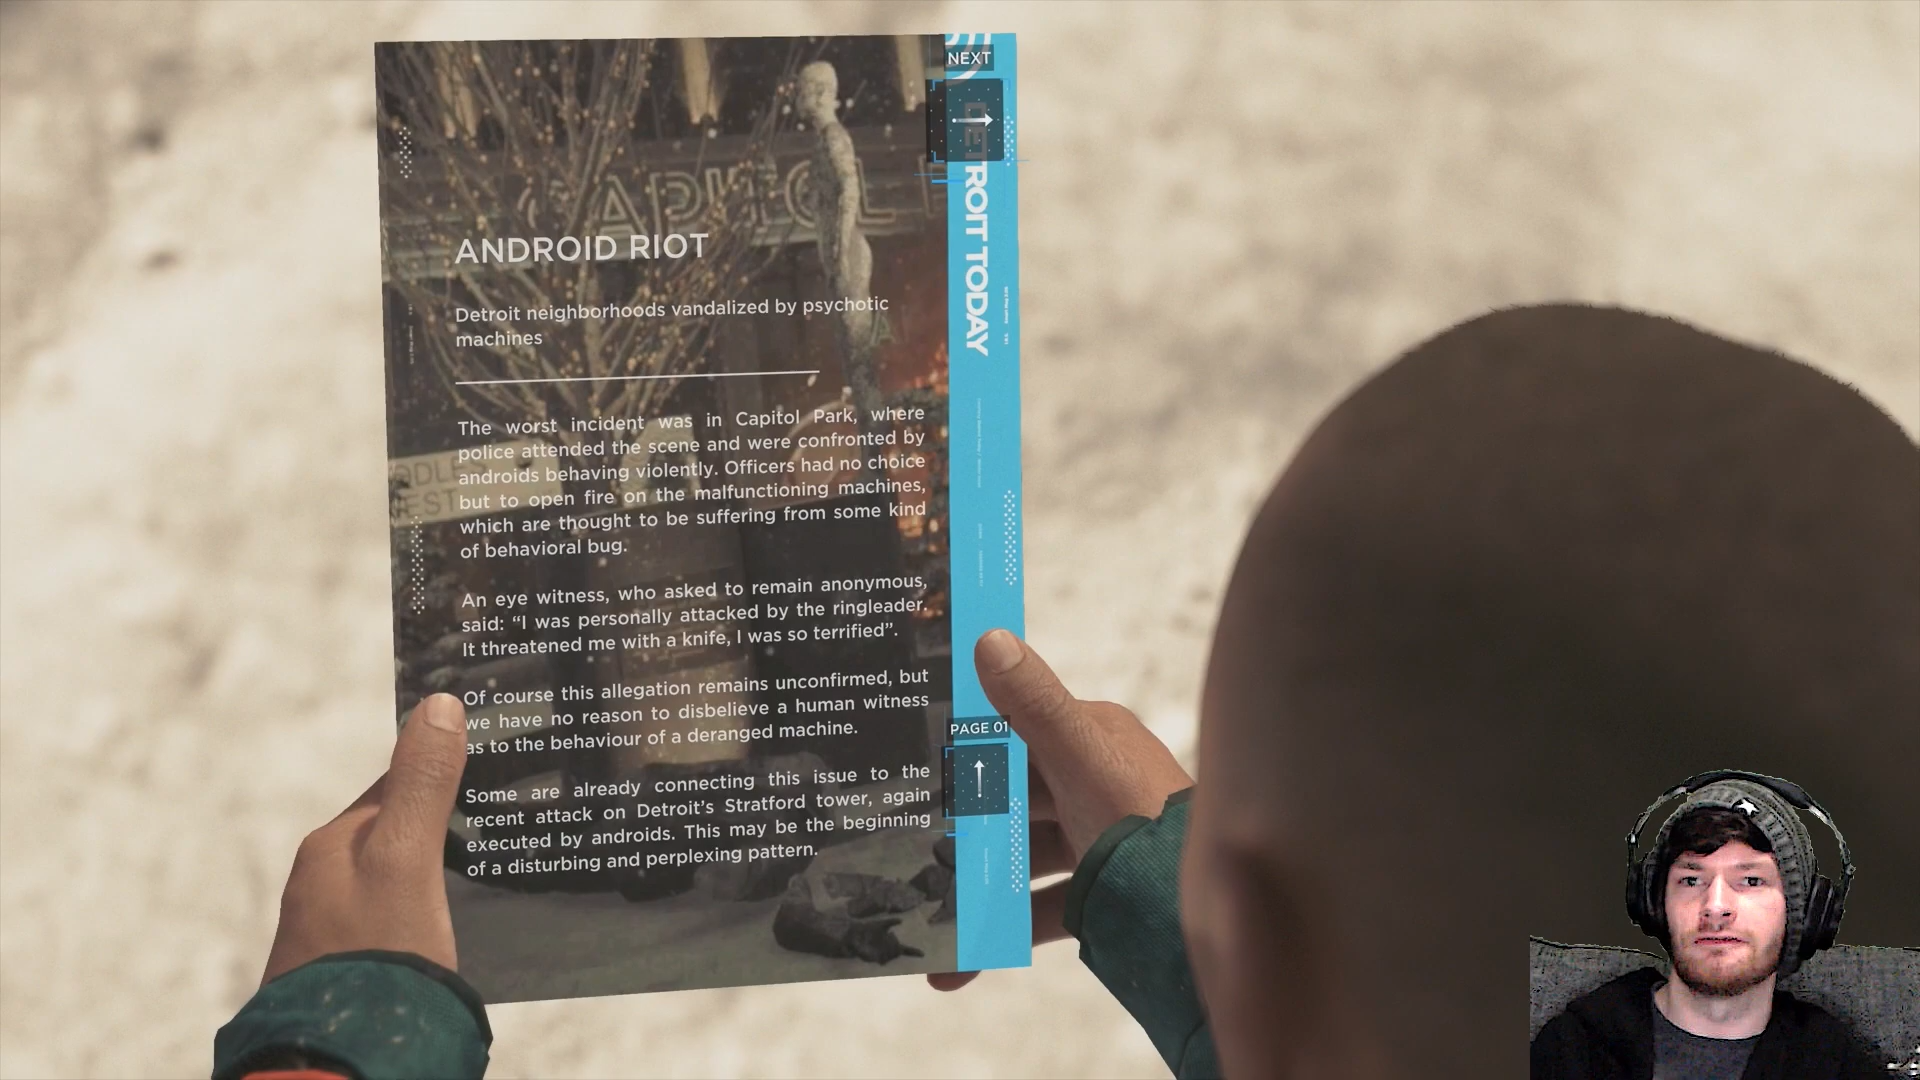 NEXT
DETROIT TODAY
CAPITOL
ANDROID RIOT
Detroit neighborhoods vandalized by psychotic
machines
The worst incident was in Capitol Park, where
police attended the scene and were confronted by
androids behaving violently. Officers had no choice
but to open fire on the malfunctioning machines,
which are thought to be suffering from some kind
of behavioral bug.
An eye witness, who asked to remain anonymous,
said: “I was personally attacked by the ringleader.
It threatened me with a knife, I was so terrified”.
Of course this allegation remains unconfirmed, but
we have no reason to disbelieve a human witness
as to the behaviour of a deranged machine.
Some are already connecting this issue to the
recent attack on Detroit’s Stratford tower, again
executed by androids. This may be the beginning
of a disturbing and perplexing pattern.
PAGE 01